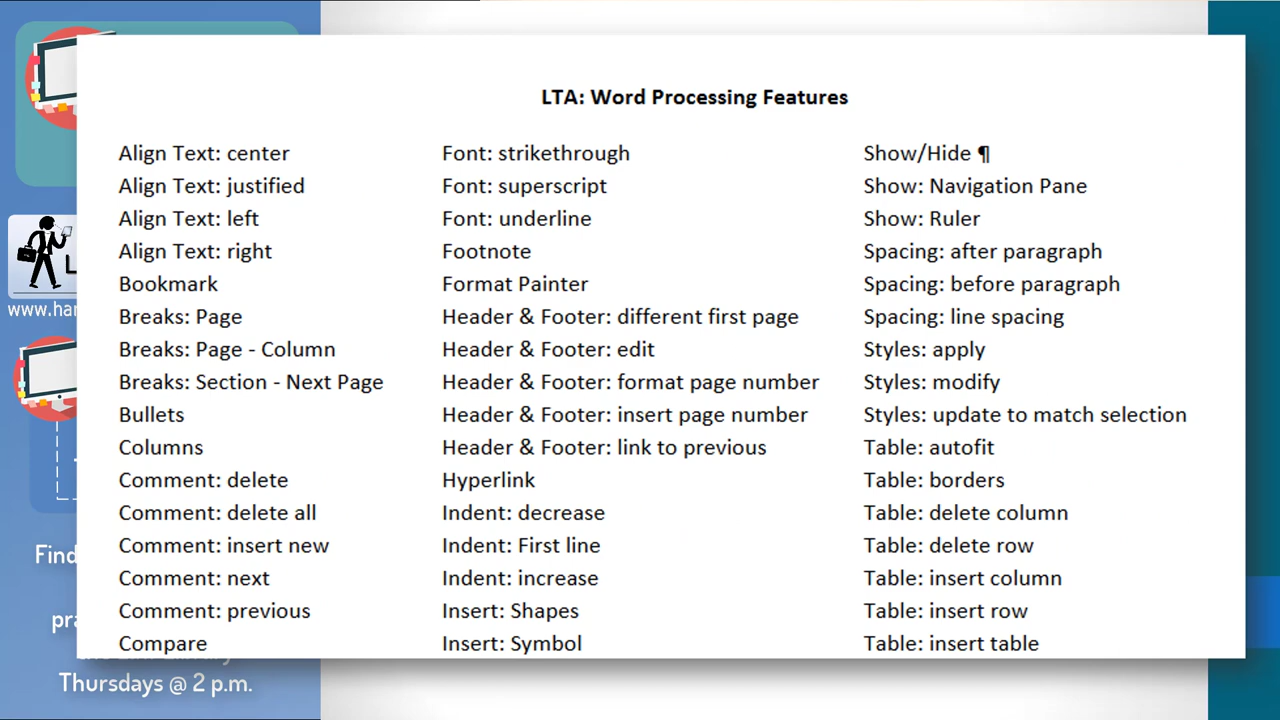 LTA: Word Processing Features
Align Text: center
Align Text: justified
Align Text: left
Align Text: right
Bookmark
Breaks: Page
Breaks: Page - Column
Breaks: Section - Next Page
Bullets
Columns
Comment: delete
Comment: delete all
Comment: insert new
Comment: next
Comment: previous
Compare
Font: strikethrough
Font: superscript
Font: underline
Footnote
Format Painter
Header & Footer: different first page
Header & Footer: edit
Header & Footer: format page number
Header & Footer: insert page number
Header & Footer: link to previous
Hyperlink
Indent: decrease
Indent: First line
Indent: increase
Insert: Shapes
Insert: Symbol
Show/Hide ¶
Show: Navigation Pane
Show: Ruler
Spacing: after paragraph
Spacing: before paragraph
Spacing: line spacing
Styles: apply
Styles: modify
Styles: update to match selection
Table: autofit
Table: borders
Table: delete column
Table: delete row
Table: insert column
Table: insert row
Table: insert table
L
www.har
Find
pra
Thursdays @ 2 p.m.